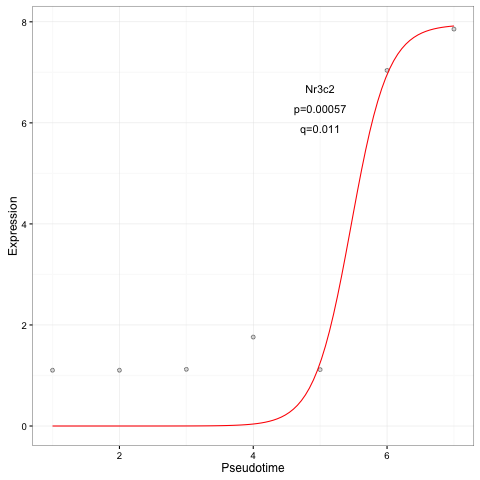 8
6
4
2
0
Expression
Nr3c2
p=0.00057
q=0.011
2
4
6
Pseudotime